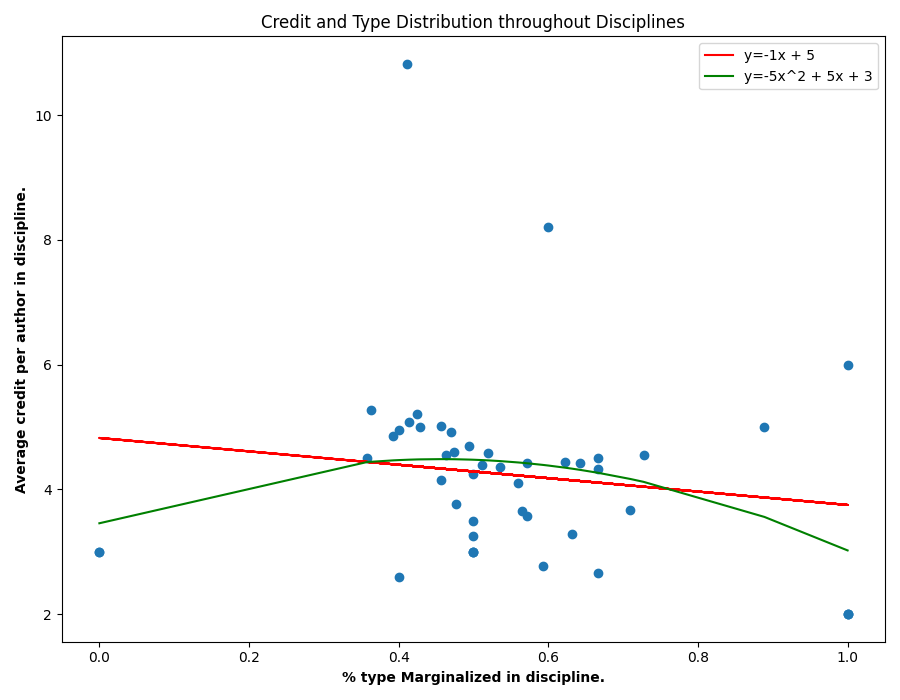 Credit and Type Distribution throughout Disciplines
y=-1x + 5
y=-5x^2 + 5x + 3
Average credit per author in discipline.
10
8
6
4
2
0.0 0.2 0.4 0.6 0.8 1.0
% type Marginalized in discipline.